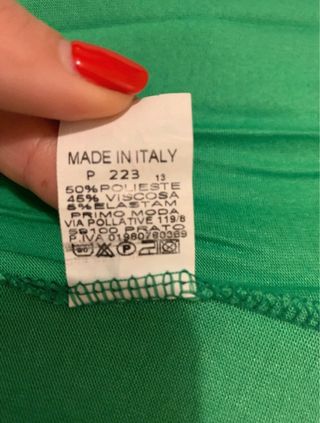 MADE IN ITALY
P 223 13
50%POLIESTE
45%VISCOSA
5%ELASTAM
PRIMO MODA
VIA POLLATIVE 119/8
59100 PRATO
P.IVA 01980780369